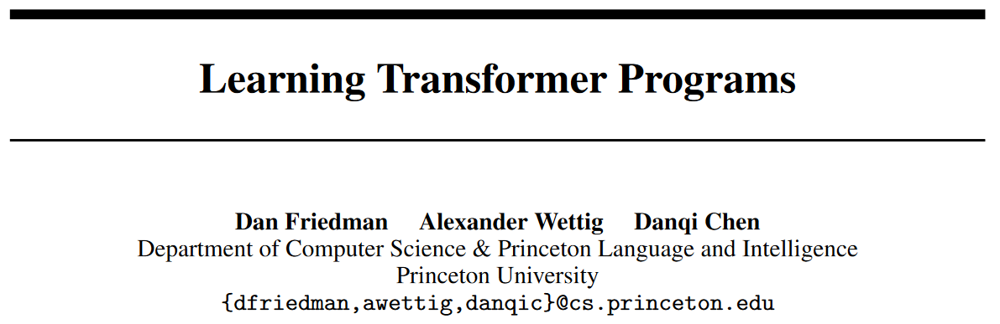 Learning Transformer Programs
Dan Friedman Alexander Wettig Danqi Chen
Department of Computer Science & Princeton Language and Intelligence
Princeton University
{dfriedman,awettig,danqic}@cs.princeton.edu